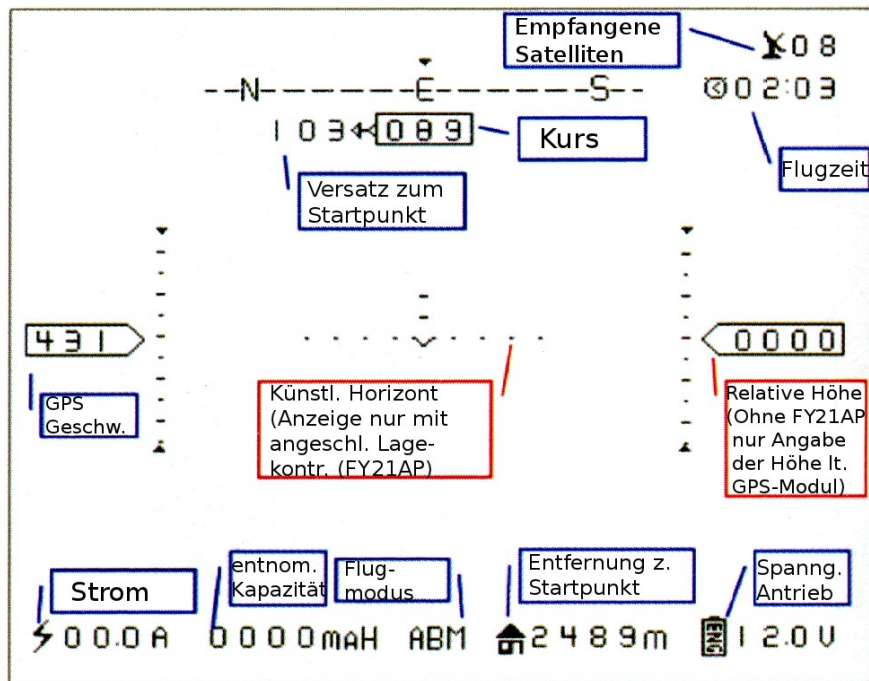 Empfangene
Satelliten
08
--N-------E-------S--
02:03
103
089
Kurs
Flugzeit
Versatz zum
Startpunkt
431
0000
GPS
Geschw.
Künstl. Horizont
(Anzeige nur mit
angeschl. Lage-
kontr. (FY21AP)
Relative Höhe
(Ohne FY21AP
nur Angabe
der Höhe lt.
GPS-Modul)
Strom
entnom.
Kapazität
Flug-
modus
Entfernung z.
Startpunkt
Spanng.
Antrieb
00.0A
0000mAH
ABM
2489m
ENG
12.0V